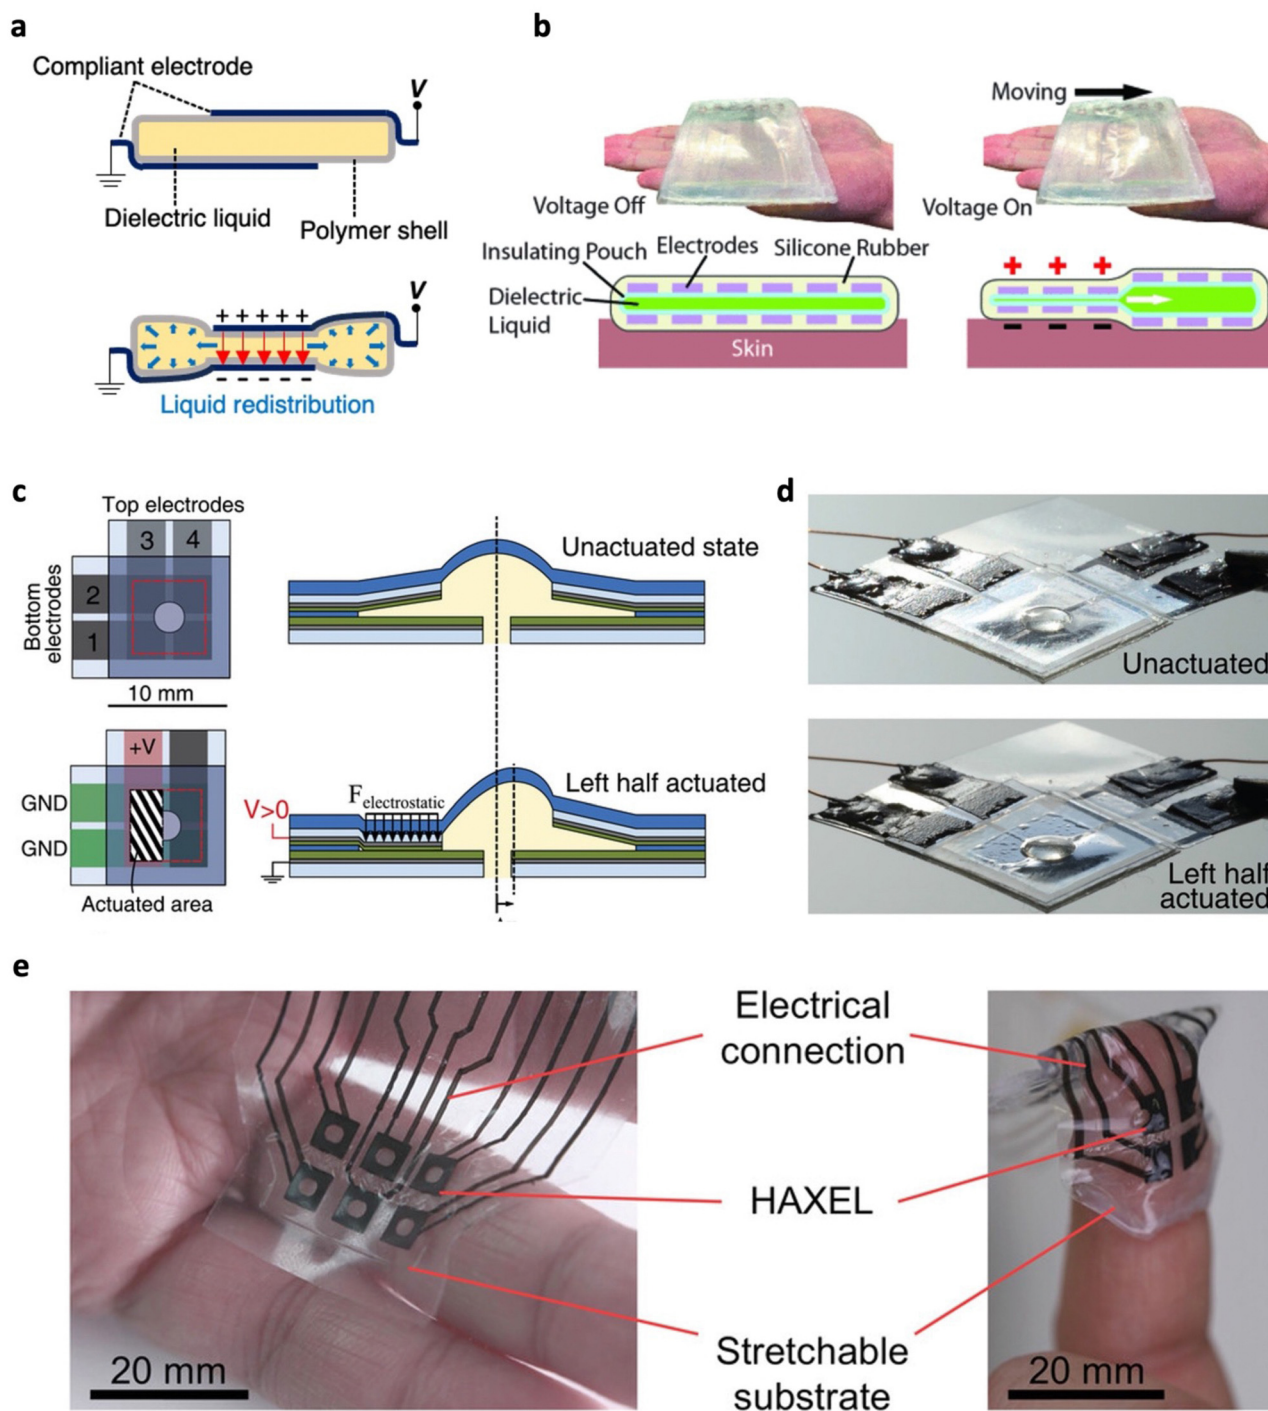 a
Compliant electrode
V
Dielectric liquid
Polymer shell
V
+ + + + +
- - - - -
Liquid redistribution
b
Moving
Voltage Off
Voltage On
Insulating Pouch
Electrodes
Silicone Rubber
Dielectric
Liquid
Skin
+ + +
- - -
c
Top electrodes
3 4
Bottom
electrodes
2
1
10 mm
Unactuated state
+V
GND
GND
Actuated area
Left half actuated
Felectrostatic
V>0
d
Unactuated
Left half
actuated
e
Electrical
connection
HAXEL
Stretchable
substrate
20 mm
20 mm